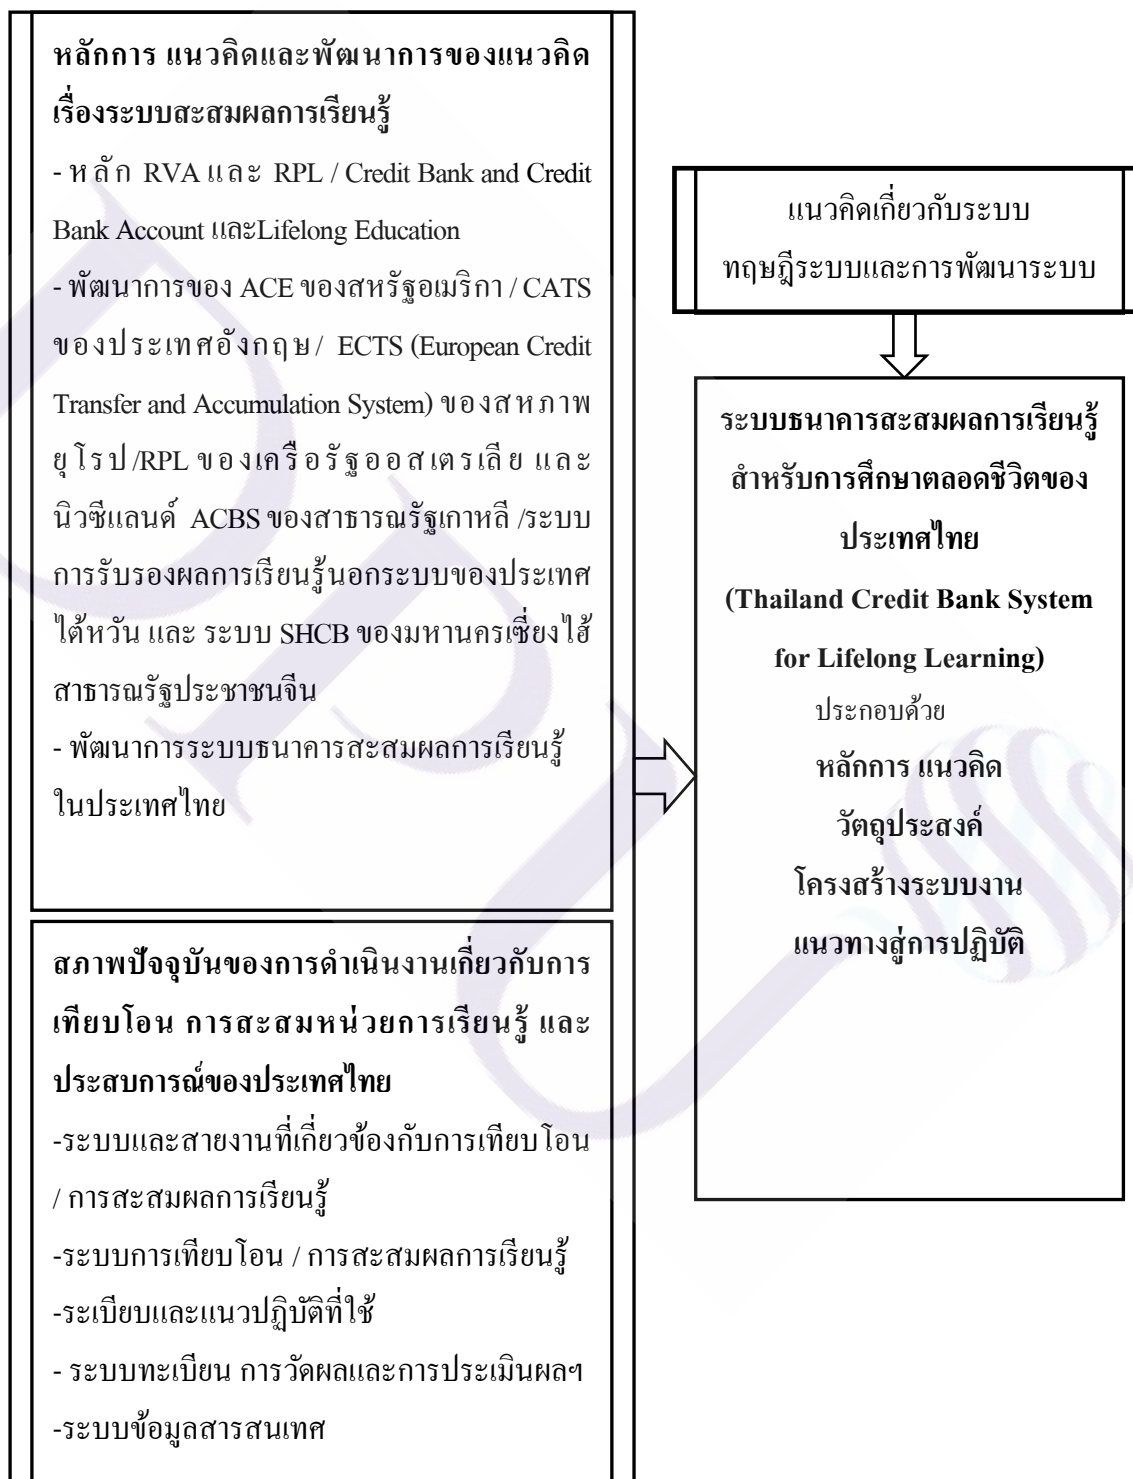 หลักการ แนวคิดและพัฒนาการของแนวคิด
เรื่องระบบสะสมผลการเรียนรู้
- หลัก RVA และ RPL / Credit Bank and Credit
Bank Account และLifelong Education
- พัฒนาการของ ACE ของสหรัฐอเมริกา / CATS
ของประเทศอังกฤษ/ ECTS (European Credit
Transfer and Accumulation System) ของสหภาพ
ยุโรป/RPL ของเครือรัฐออสเตรเลีย และ
นิวซีแลนด์ ACBS ของสาธารณรัฐเกาหลี /ระบบ
การรับรองผลการเรียนรู้นอกระบบของประเทศ
ไต้หวัน และ ระบบ SHCB ของมหานครเซี่ยงไฮ้
สาธารณรัฐประชาชนจีน
- พัฒนาการระบบธนาคารสะสมผลการเรียนรู้
ในประเทศไทย
สภาพปัจจุบันของการดำเนินงานเกี่ยวกับการ
เทียบโอน การสะสมหน่วยการเรียนรู้ และ
ประสบการณ์ของประเทศไทย
-ระบบและสายงานที่เกี่ยวข้องกับการเทียบโอน
/ การสะสมผลการเรียนรู้
-ระบบการเทียบโอน / การสะสมผลการเรียนรู้
-ระเบียบและแนวปฏิบัติที่ใช้
- ระบบทะเบียน การวัดผลและการประเมินผลฯ
-ระบบข้อมูลสารสนเทศ
แนวคิดเกี่ยวกับระบบ
ทฤษฎีระบบและการพัฒนาระบบ
ระบบธนาคารสะสมผลการเรียนรู้
สำหรับการศึกษาตลอดชีวิตของ
ประเทศไทย
(Thailand Credit Bank System
for Lifelong Learning)
ประกอบด้วย
หลักการ แนวคิด
วัตถุประสงค์
โครงสร้างระบบงาน
แนวทางสู่การปฏิบัติ
DPU